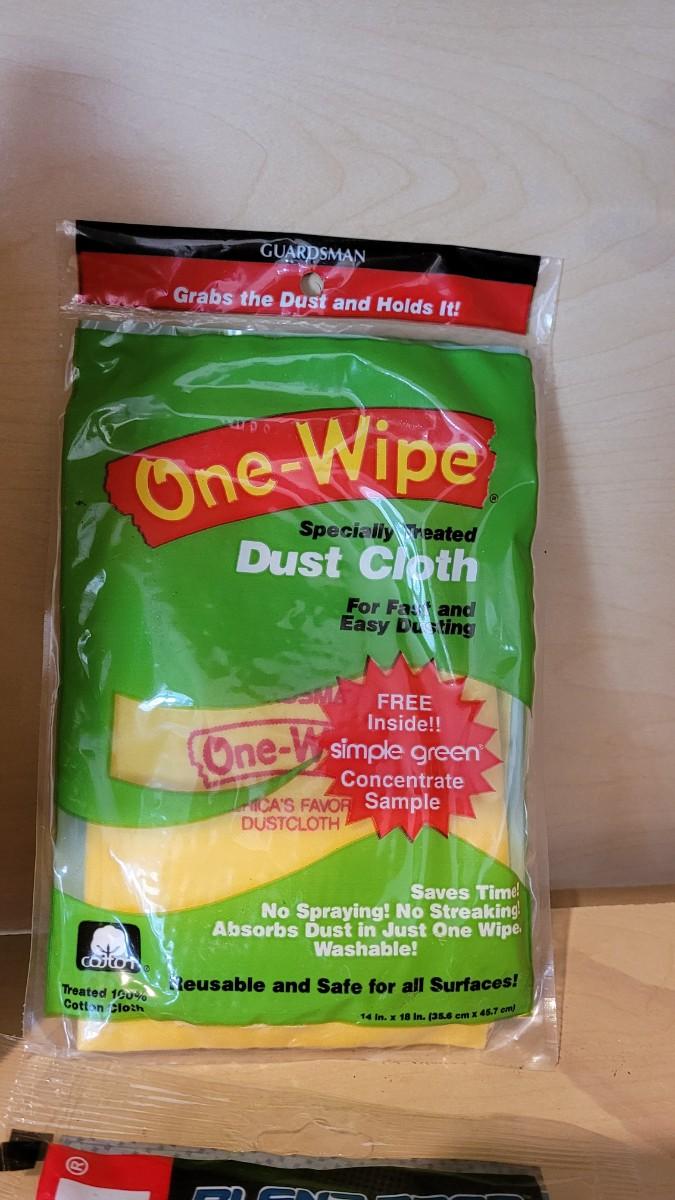 GUARDSMAN
Grabs the Dust and Holds It!
One-Wipe®
Specially Treated
Dust Cloth
For Fast and
Easy Dusting
FREE
Inside!!
simple green®
Concentrate
Sample
One-W
RICA'S FAVOR
DUSTCLOTH
Saves Time!
No Spraying! No Streaking!
Absorbs Dust in Just One Wipe.
Washable!
Reusable and Safe for all Surfaces!
cotton®
Treated 100%
Cotton Cloth
14 in. x 18 in. (35.6 cm x 45.7 cm)
®